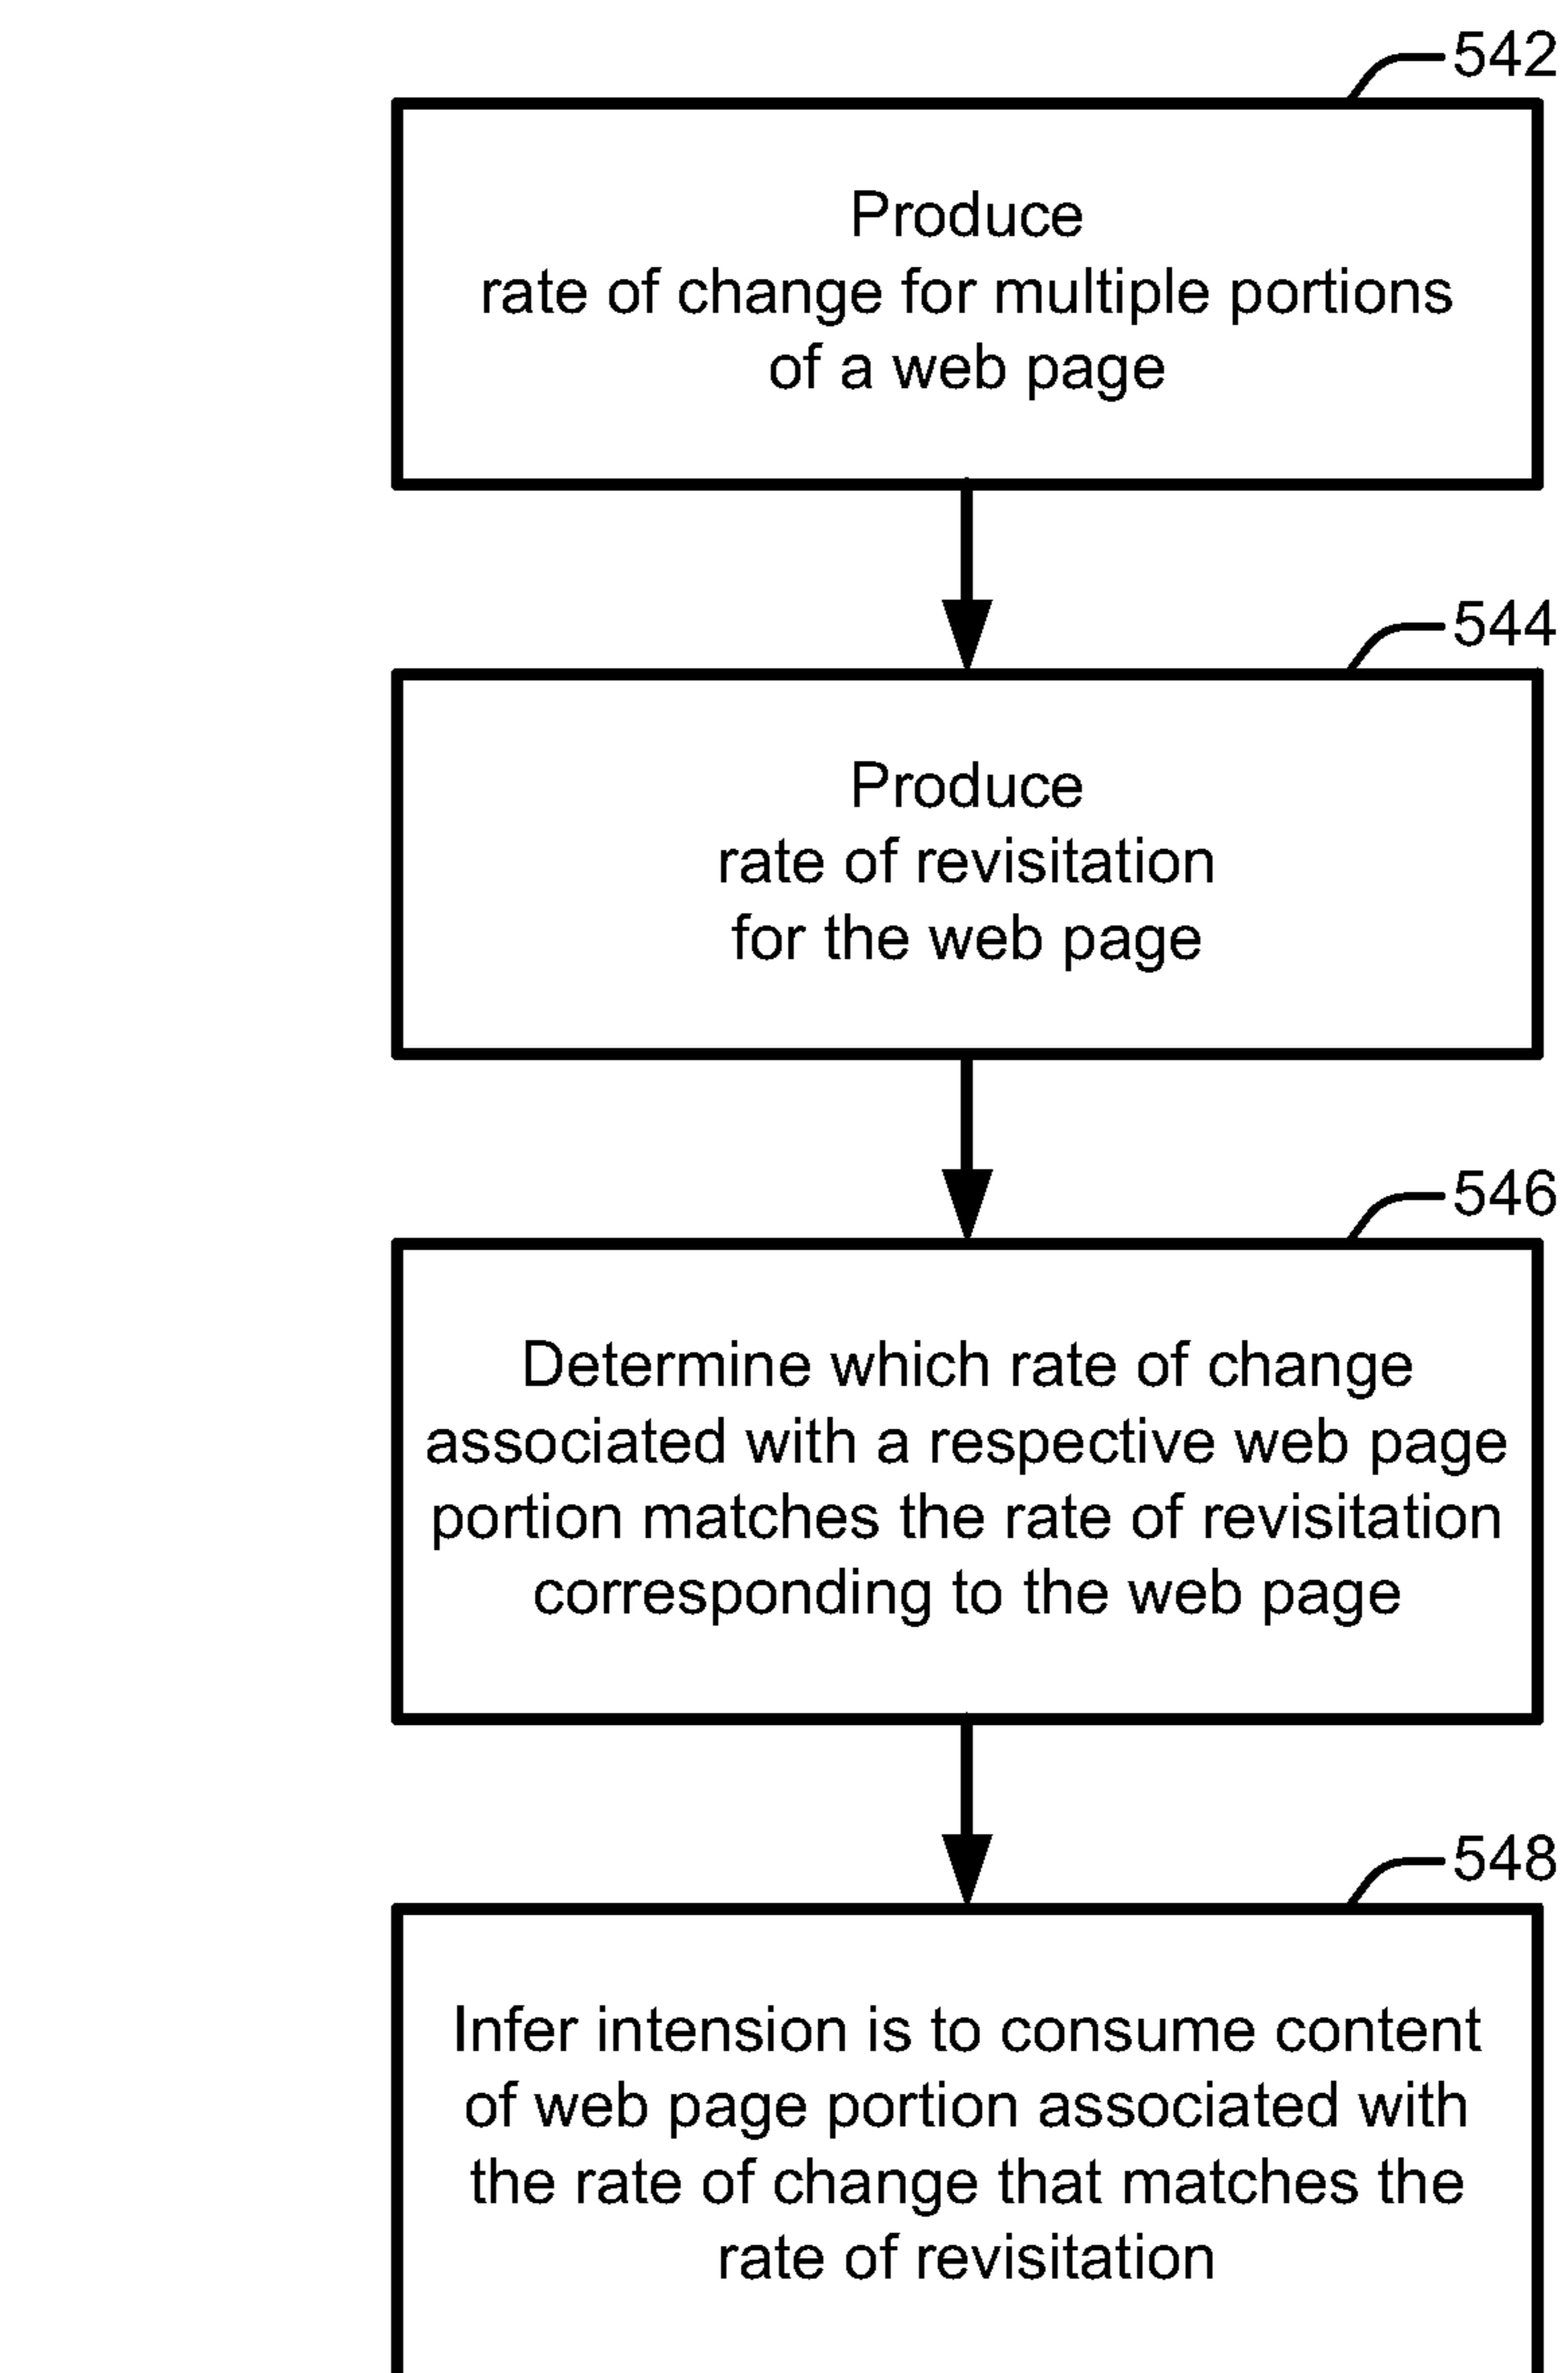 542
Produce
rate of change for multiple portions
of a web page
544
Produce
rate of revisitation
for the web page
546
Determine which rate of change
associated with a respective web page
portion matches the rate of revisitation
corresponding to the web page
548
Infer intension is to consume content
of web page portion associated with
the rate of change that matches the
rate of revisitation